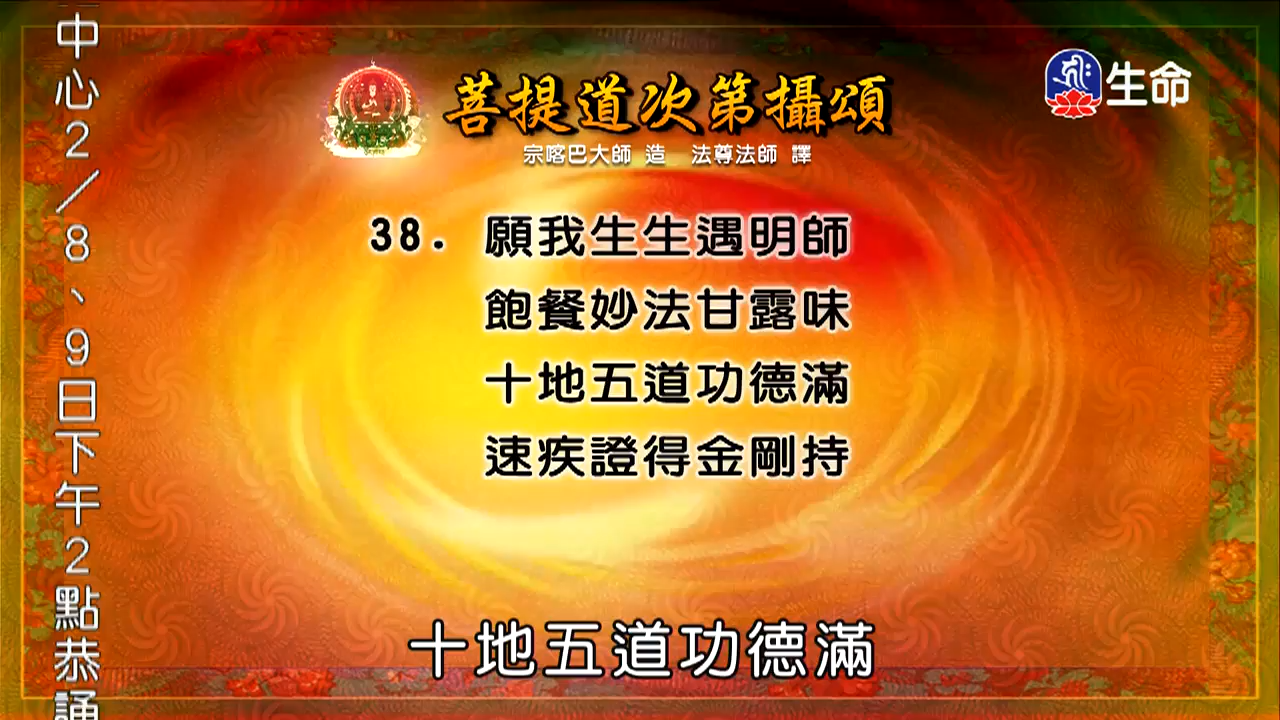 菩提道次第攝頌
生命
宗喀巴大師 造 法尊法師 譯
38. 願我生生遇明師
飽餐妙法甘露味
十地五道功德滿
速疾證得金剛持
十地五道功德滿
中心2/8、9日下午2點恭誦